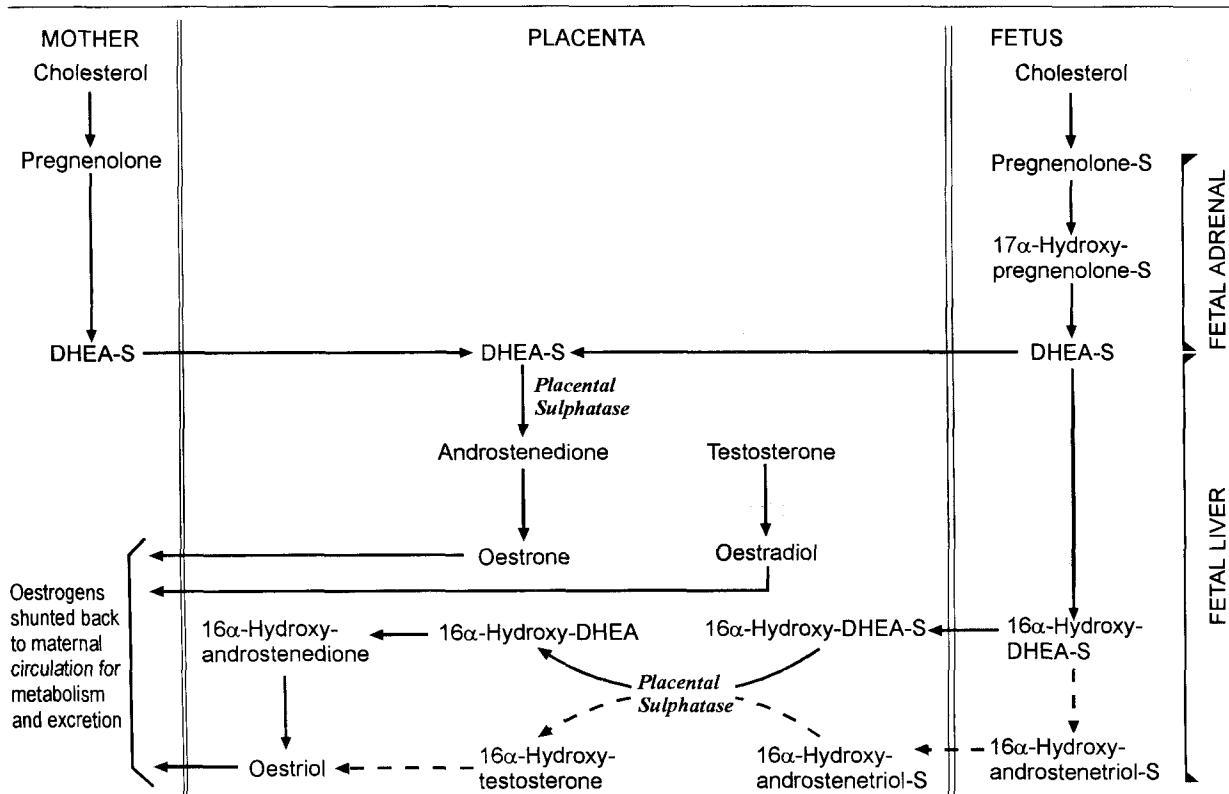 MOTHER
PLACENTA
FETUS
Cholesterol
Cholesterol
Pregnenolone
Pregnenolone-S
17α-Hydroxy-
pregnenolone-S
FETAL ADRENAL
DHEA-S
DHEA-S
DHEA-S
Placental
Sulphatase
Androstenedione
Testosterone
Oestrone
Oestradiol
FETAL LIVER
Oestrogens
shunted back
to maternal
circulation for
metabolism
and excretion
16α-Hydroxy-
androstenedione
16α-Hydroxy-DHEA
16α-Hydroxy-DHEA-S
16α-Hydroxy-
DHEA-S
Placental
Sulphatase
Oestriol
16α-Hydroxy-
testosterone
16α-Hydroxy-
androstenetriol-S
16α-Hydroxy-
androstenetriol-S